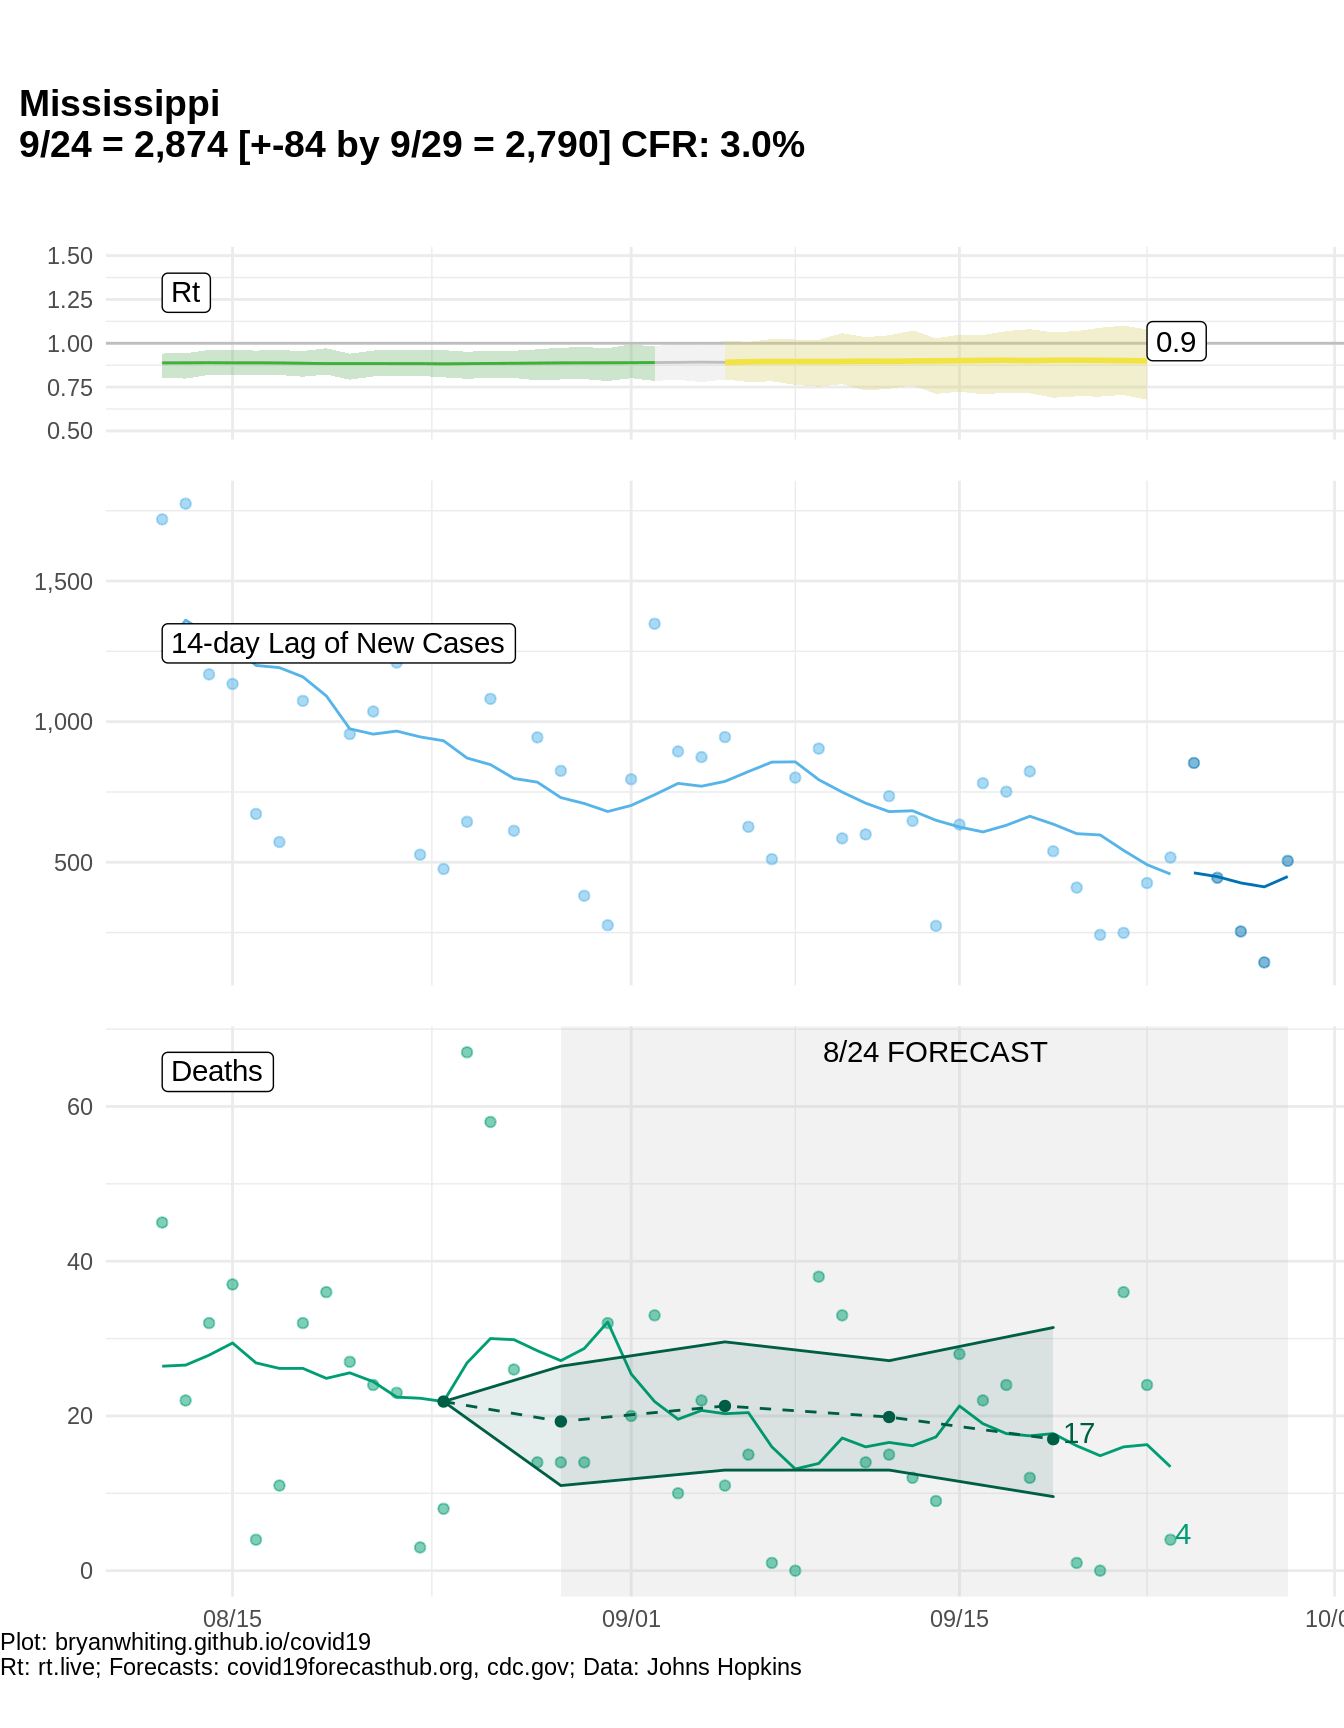 Mississippi
9/24 = 2,874 [+-84 by 9/29 = 2,790] CFR: 3.0%
1.50
1.25
1.00
0.75
0.50
Rt
0.9
1,500
1,000
500
14-day Lag of New Cases
60
40
20
0
Deaths
8/24 FORECAST
17
4
08/15
09/01
09/15
10/0
Plot: bryanwhiting.github.io/covid19
Rt: rt.live; Forecasts: covid19forecasthub.org, cdc.gov; Data: Johns Hopkins